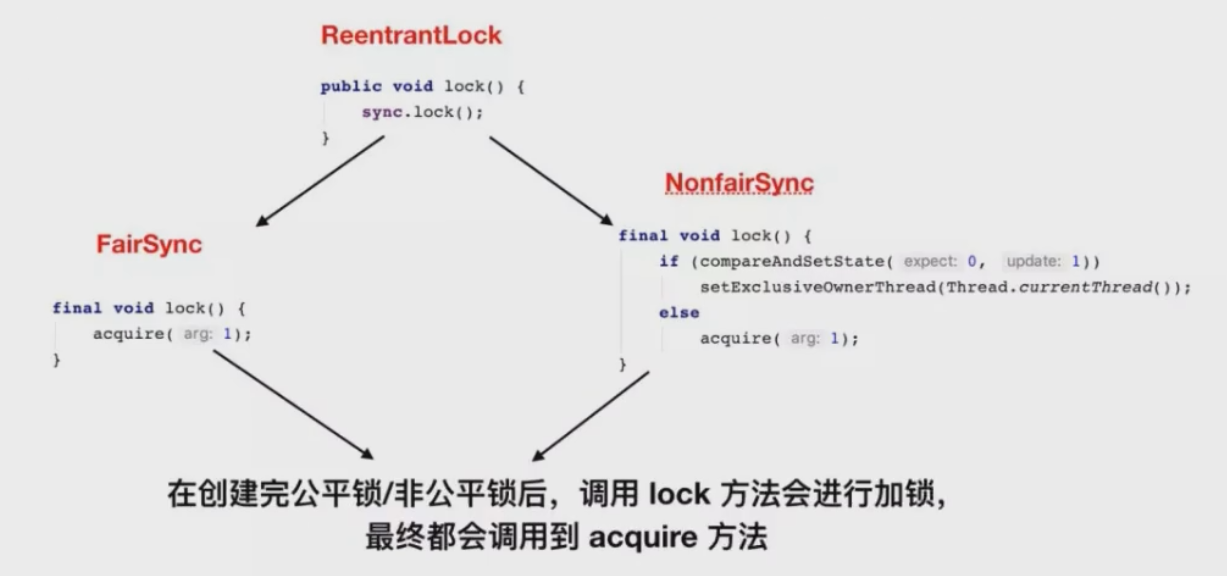 ReentrantLock
public void lock() {
sync.lock();
}
FairSync
final void lock() {
acquire( arg: 1);
}
NonfairSync
final void lock() {
if (compareAndSetState( expect: 0, update: 1))
setExclusiveOwnerThread(Thread.currentThread());
else
acquire( arg: 1);
}
在创建完公平锁/非公平锁后，调用 lock 方法会进行加锁，
最终都会调用到 acquire 方法